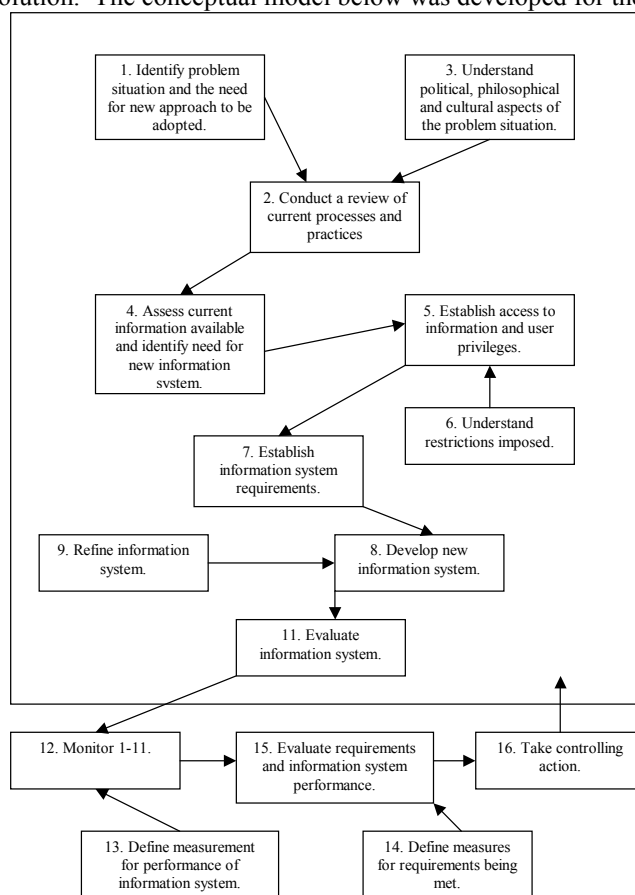 olution. The conceptual model below was developed for the
1. Identify problem
situation and the need
for new approach to be
adopted.
3. Understand
political, philosophical
and cultural aspects of
the problem situation.
2. Conduct a review of
current processes and
practices
4. Assess current
information available
and identify need for
new information
system.
5. Establish access to
information and user
privileges.
6. Understand
restrictions imposed.
7. Establish
information system
requirements.
9. Refine information
system.
8. Develop new
information system.
11. Evaluate
information system.
12. Monitor 1-11.
15. Evaluate requirements
and information system
performance.
16. Take controlling
action.
13. Define measurement
for performance of
information system.
14. Define measures
for requirements being
met.